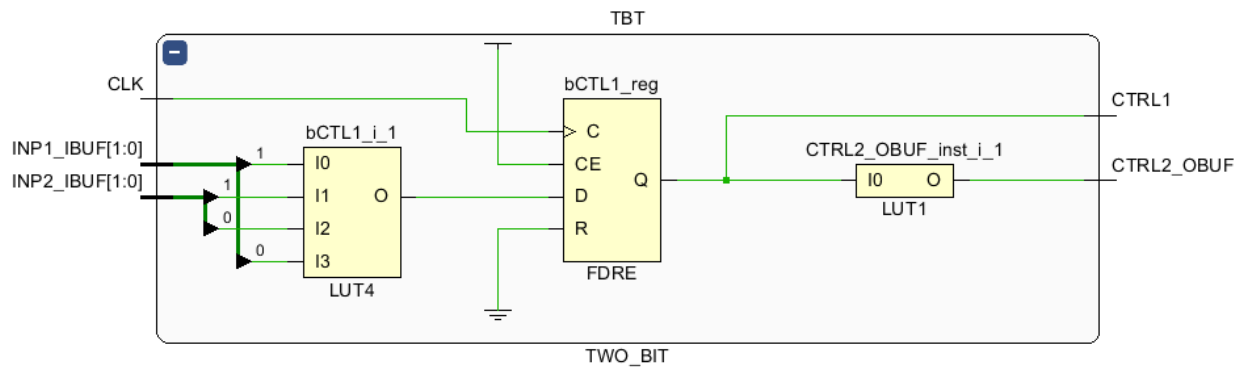 TBT
−
CLK
bCTL1_reg
CTRL1
C
INP1_IBUF[1:0]
bCTL1_i_1
CTRL2_OBUF_inst_i_1
1
I0
CE
CTRL2_OBUF
INP2_IBUF[1:0]
1
I1
O
D
Q
I0
O
0
I2
R
LUT1
0
I3
FDRE
LUT4
TWO_BIT